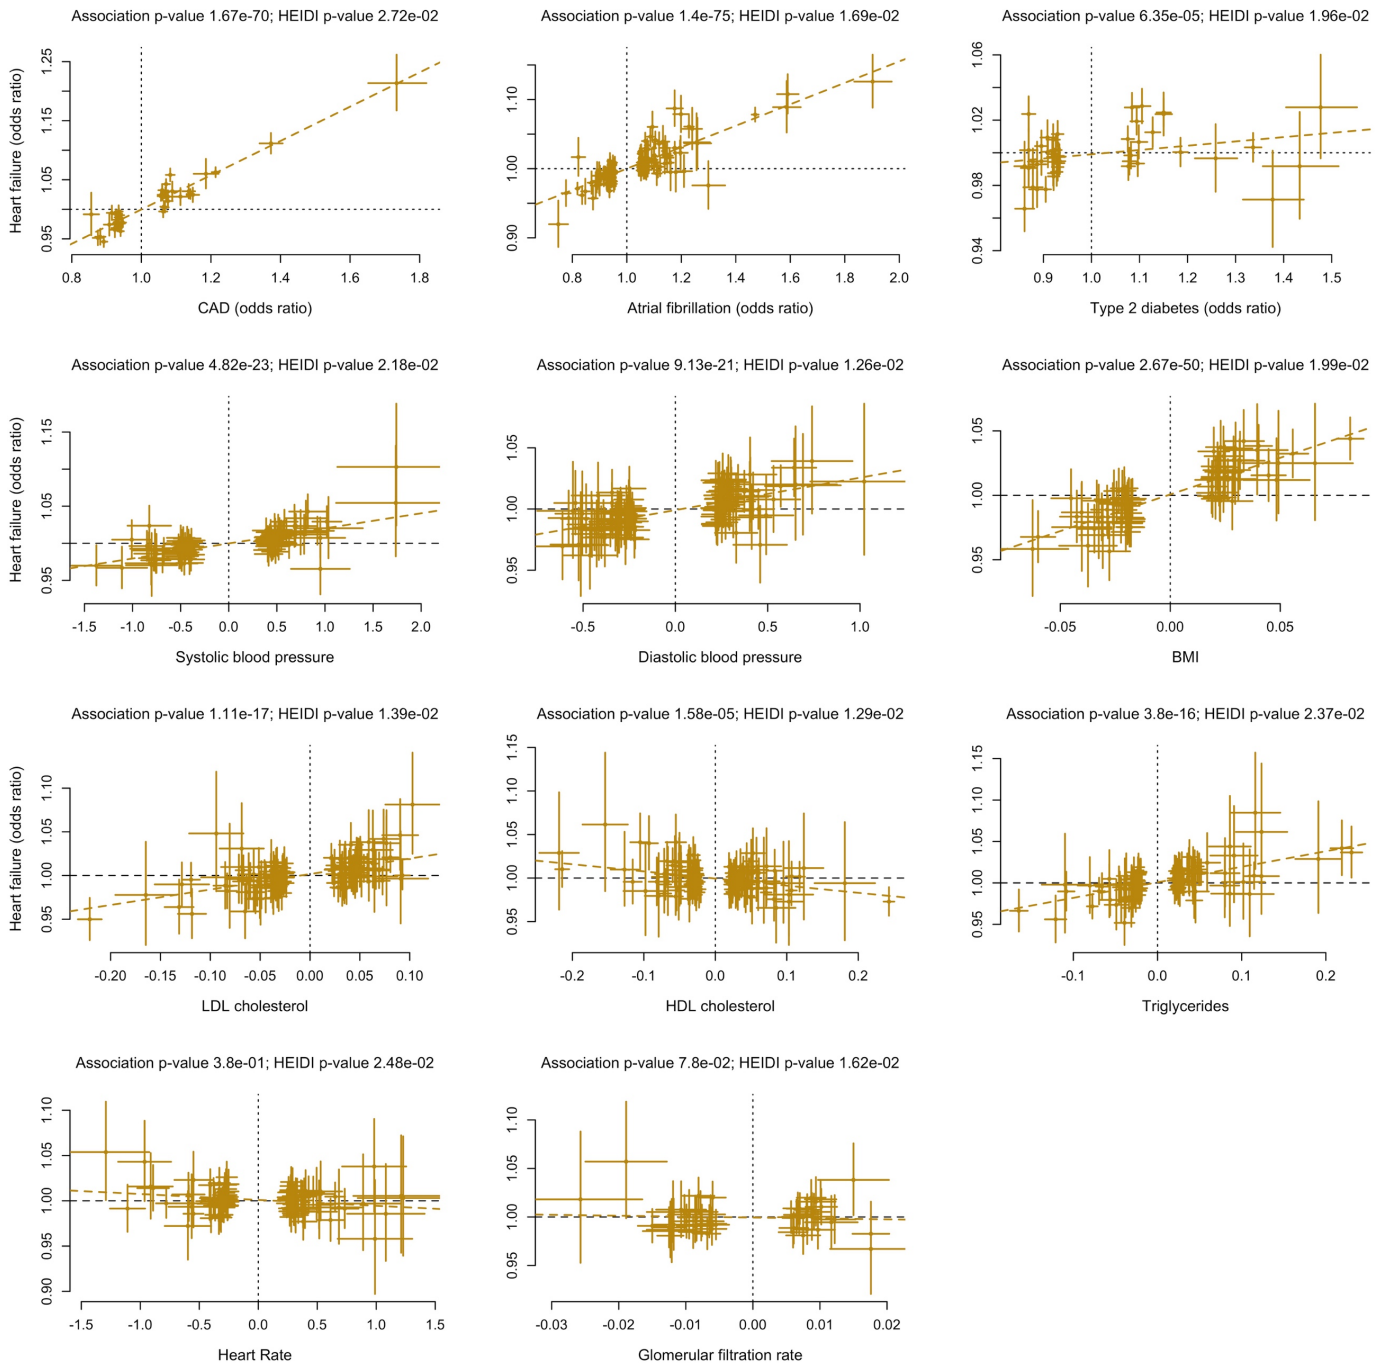 Association p-value 1.67e-70; HEIDI p-value 2.72e-02
Heart failure (odds ratio)
1.25
1.15
1.05
0.95
0.8 1.0 1.2 1.4 1.6 1.8
CAD (odds ratio)
Association p-value 1.4e-75; HEIDI p-value 1.69e-02
1.10
1.00
0.90
0.8 1.0 1.2 1.4 1.6 1.8 2.0
Atrial fibrillation (odds ratio)
Association p-value 6.35e-05; HEIDI p-value 1.96e-02
1.06
1.02
0.98
0.94
0.9 1.0 1.1 1.2 1.3 1.4 1.5
Type 2 diabetes (odds ratio)
Association p-value 4.82e-23; HEIDI p-value 2.18e-02
Heart failure (odds ratio)
1.15
1.05
0.95
-1.5 -1.0 -0.5 0.0 0.5 1.0 1.5 2.0
Systolic blood pressure
Association p-value 9.13e-21; HEIDI p-value 1.26e-02
1.05
1.00
0.95
-0.5 0.0 0.5 1.0
Diastolic blood pressure
Association p-value 2.67e-50; HEIDI p-value 1.99e-02
1.05
1.00
0.95
-0.05 0.00 0.05
BMI
Association p-value 1.11e-17; HEIDI p-value 1.39e-02
Heart failure (odds ratio)
1.10
1.05
1.00
0.95
-0.20 -0.15 -0.10 -0.05 0.00 0.05 0.10
LDL cholesterol
Association p-value 1.58e-05; HEIDI p-value 1.29e-02
1.15
1.10
1.05
1.00
0.95
-0.2 -0.1 0.0 0.1 0.2
HDL cholesterol
Association p-value 3.8e-16; HEIDI p-value 2.37e-02
1.15
1.10
1.05
1.00
0.95
-0.1 0.0 0.1 0.2
Triglycerides
Association p-value 3.8e-01; HEIDI p-value 2.48e-02
1.10
1.05
1.00
0.95
0.90
-1.5 -1.0 -0.5 0.0 0.5 1.0 1.5
Heart Rate
Association p-value 7.8e-02; HEIDI p-value 1.62e-02
1.10
1.05
1.00
0.95
-0.03 -0.02 -0.01 0.00 0.01 0.02
Glomerular filtration rate